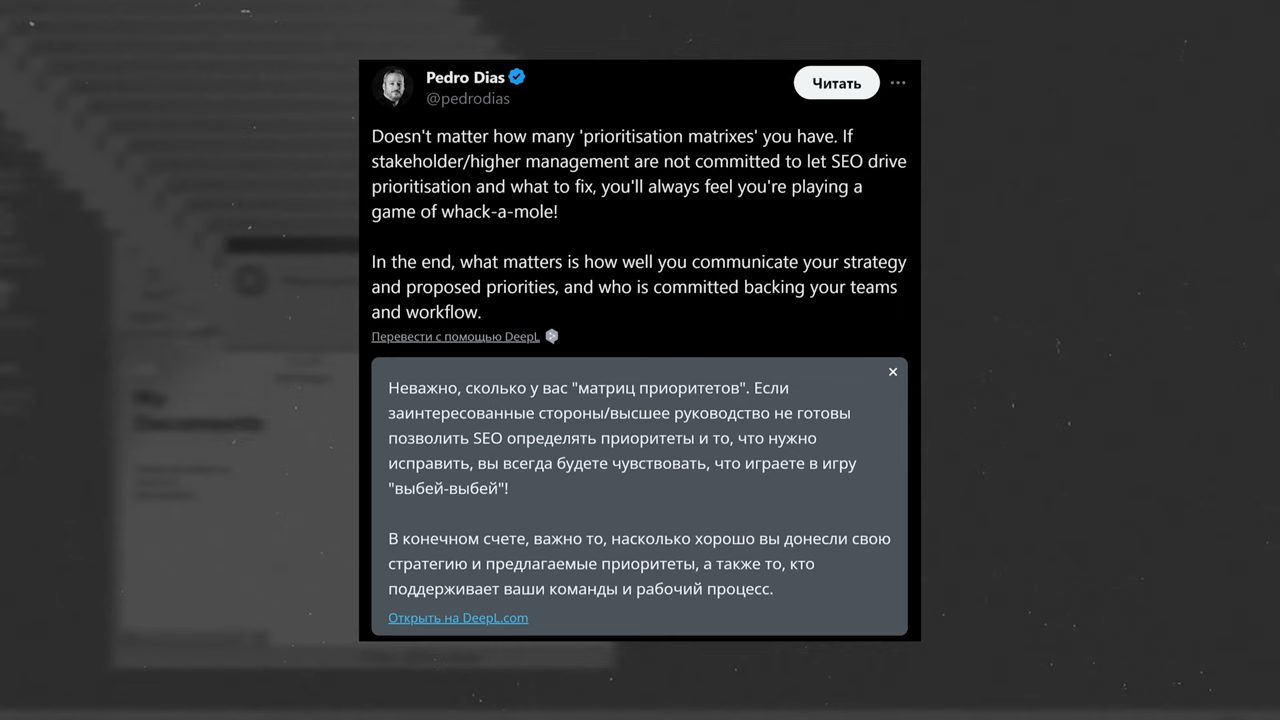 Pedro Dias
@pedrodias
Читать
Doesn't matter how many 'prioritisation matrixes' you have. If
stakeholder/higher management are not committed to let SEO drive
prioritisation and what to fix, you'll always feel you're playing a
game of whack-a-mole!
In the end, what matters is how well you communicate your strategy
and proposed priorities, and who is committed backing your teams
and workflow.
Перевести с помощью DeepL
Неважно, сколько у вас "матриц приоритетов". Если
заинтересованные стороны/высшее руководство не готовы
позволить SEO определять приоритеты и то, что нужно
исправить, вы всегда будете чувствовать, что играете в игру
"выбей-выбей"!
В конечном счете, важно то, насколько хорошо вы донесли свою
стратегию и предлагаемые приоритеты, а также то, кто
поддерживает ваши команды и рабочий процесс.
Открыть на DeepL.com
My
Documents